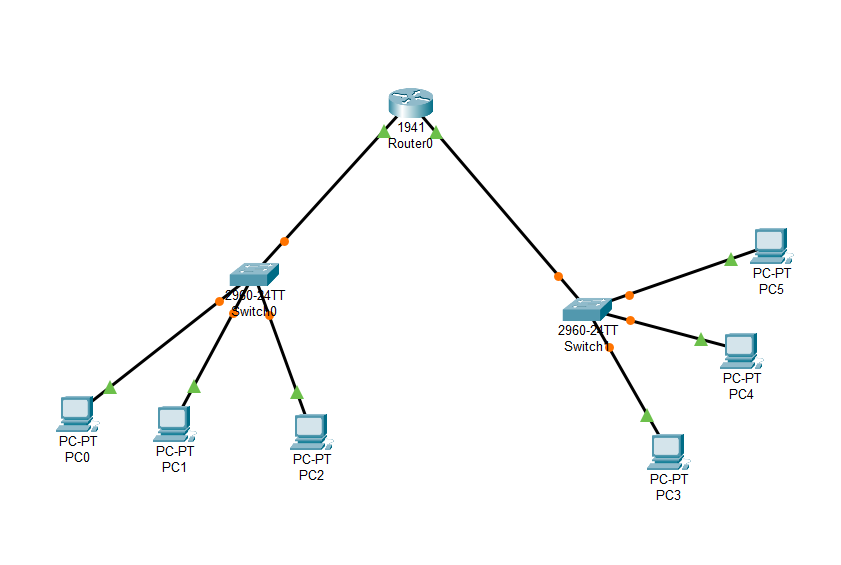 1941
Router0
2960-24TT
Switch0
PC-PT
PC5
2960-24TT
Switch1
PC-PT
PC4
PC-PT
PC0
PC-PT
PC1
PC-PT
PC2
PC-PT
PC3